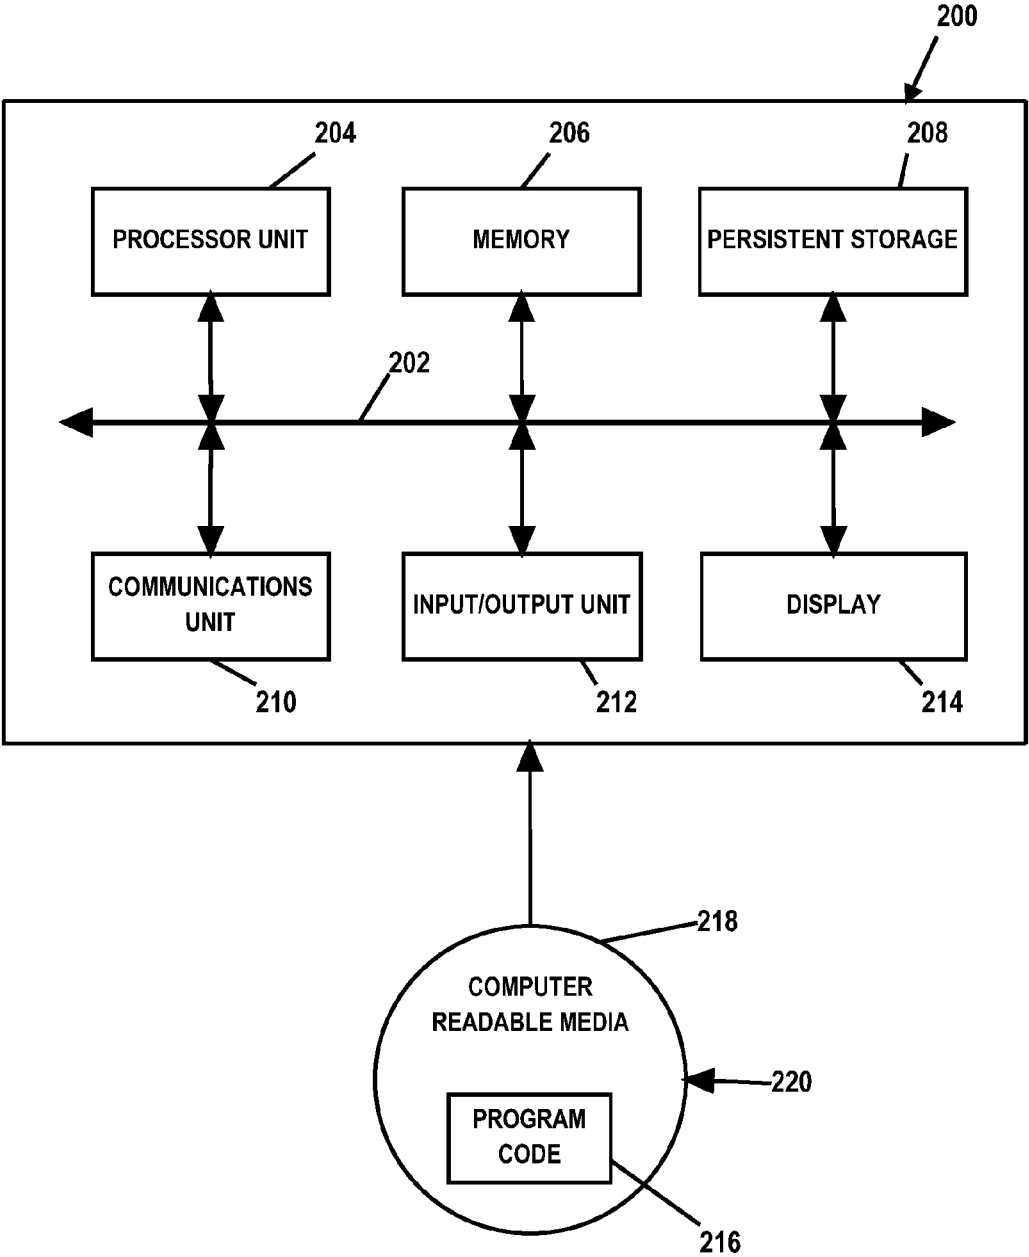 200
204
206
208
PROCESSOR UNIT
MEMORY
PERSISTENT STORAGE
202
COMMUNICATIONS
UNIT
INPUT/OUTPUT UNIT
DISPLAY
210
212
214
218
COMPUTER
READABLE MEDIA
220
PROGRAM
CODE
216